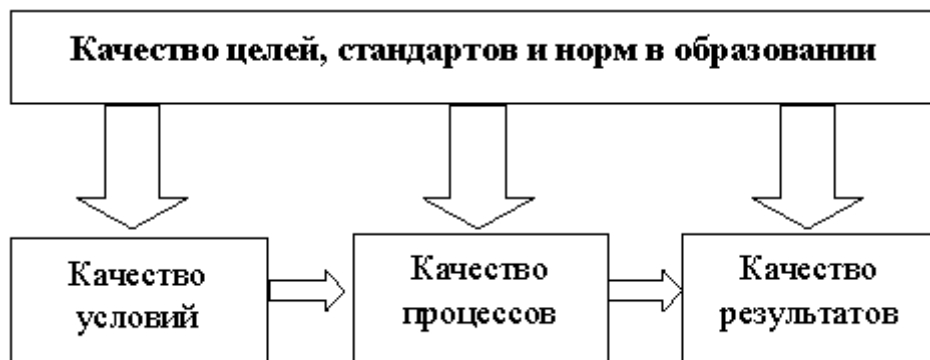 Качество целей, стандартов и норм в образовании
Качество
условий
Качество
процессов
Качество
результатов